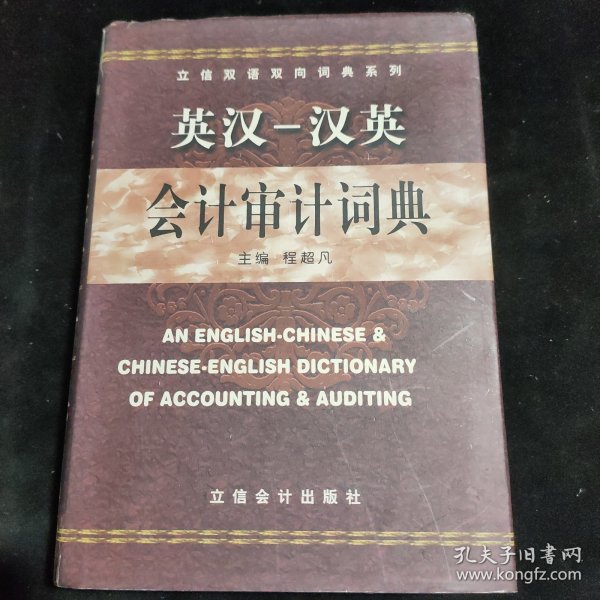 立信双语双向词典系列
英汉－汉英
会计审计词典
主编 程超凡
AN ENGLISH-CHINESE &
CHINESE-ENGLISH DICTIONARY
OF ACCOUNTING & AUDITING
立信会计出版社
孔夫子旧書网
www.kongfz.com